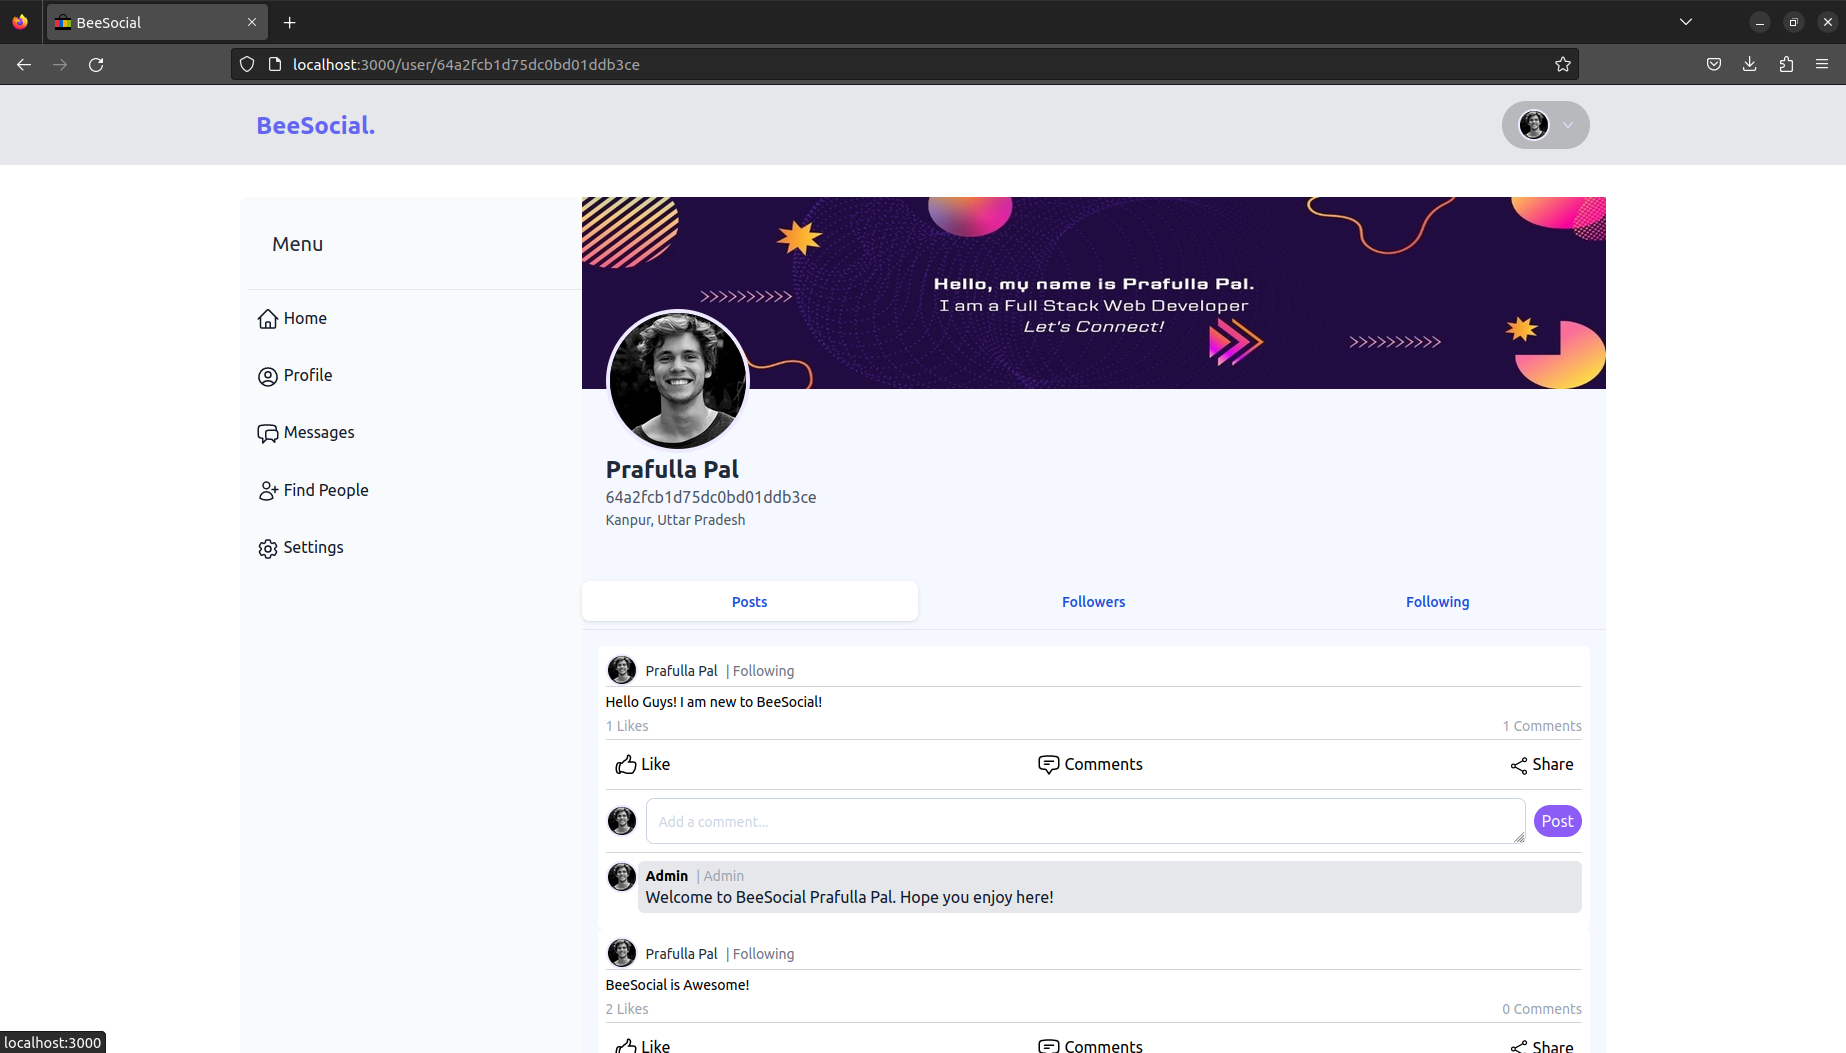 BeeSocial
localhost:3000/user/64a2fcb1d75dc0bd01ddb3ce
BeeSocial.
Menu
Home
Profile
Messages
Find People
Settings
Hello, my name is Prafulla Pal.
I am a Full Stack Web Developer
Let's Connect!
Prafulla Pal
64a2fcb1d75dc0bd01ddb3ce
Kanpur, Uttar Pradesh
Posts Followers Following
Prafulla Pal | Following
Hello Guys! I am new to BeeSocial!
1 Likes 1 Comments
Like Comments Share
Add a comment... Post
Admin | Admin
Welcome to BeeSocial Prafulla Pal. Hope you enjoy here!
Prafulla Pal | Following
BeeSocial is Awesome!
2 Likes 0 Comments
Like Comments Share
localhost:3000